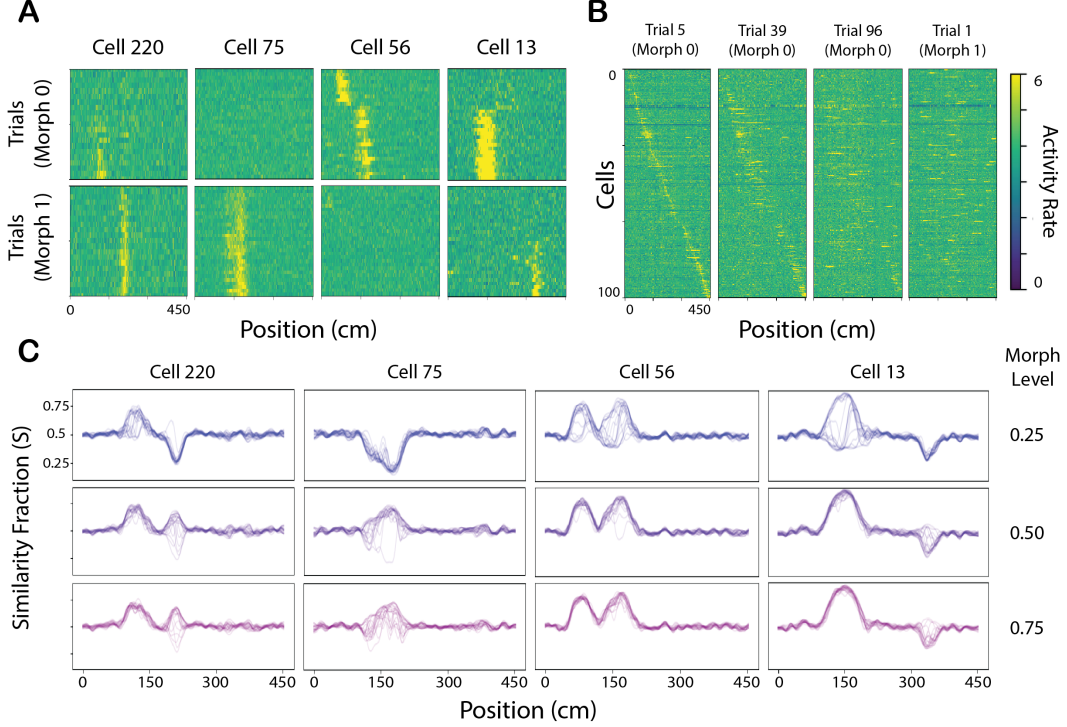 A
Cell 220 Cell 75 Cell 56 Cell 13
Trials
(Morph 0)
Trials
(Morph 1)
0 450
Position (cm)
B
Trial 5
(Morph 0)
Trial 39
(Morph 0)
Trial 96
(Morph 0)
Trial 1
(Morph 1)
Cells
0
100
0 450
Position (cm)
6
0
Activity Rate
C
Cell 220 Cell 75 Cell 56 Cell 13
Morph
Level
Similarity Fraction (S)
0.75
0.5
0.25
0.25
0.50
0.75
0 150 300 450 0 150 300 450 0 150 300 450 0 150 300 450
Position (cm)